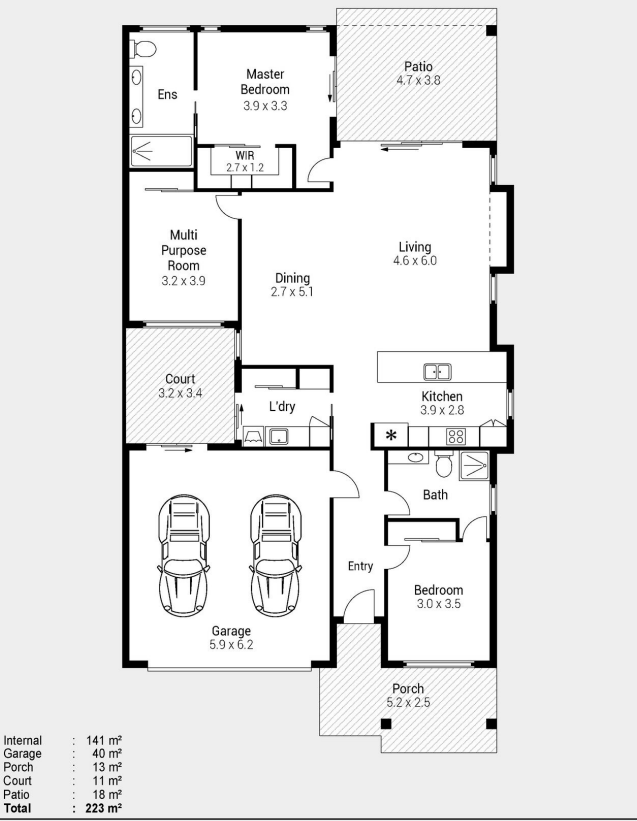 Patio
4.7 x 3.8
Master
Bedroom
3.9 x 3.3
Ens
WIR
2.7 x 1.2
Multi
Purpose
Room
3.2 x 3.9
Living
4.6 x 6.0
Dining
2.7 x 5.1
Court
3.2 x 3.4
L'dry
Kitchen
3.9 x 2.8
*
Bath
Entry
Bedroom
3.0 x 3.5
Garage
5.9 x 6.2
Porch
5.2 x 2.5
Internal : 141 m²
Garage : 40 m²
Porch : 13 m²
Court : 11 m²
Patio : 18 m²
Total : 223 m²